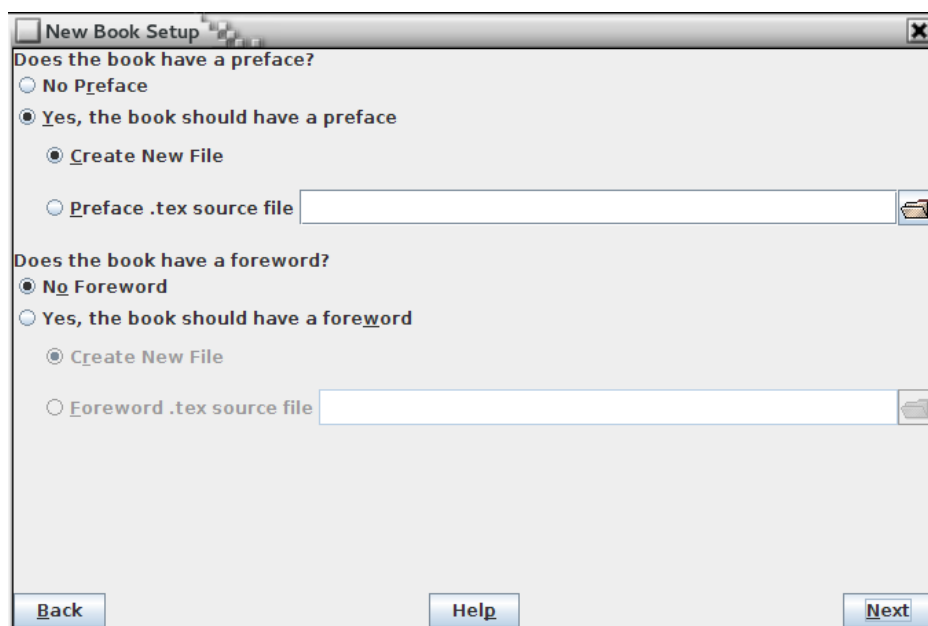 New Book Setup
Does the book have a preface?
No Preface
Yes, the book should have a preface
Create New File
Preface .tex source file
Does the book have a foreword?
No Foreword
Yes, the book should have a foreword
Create New File
Foreword .tex source file
Back Help Next